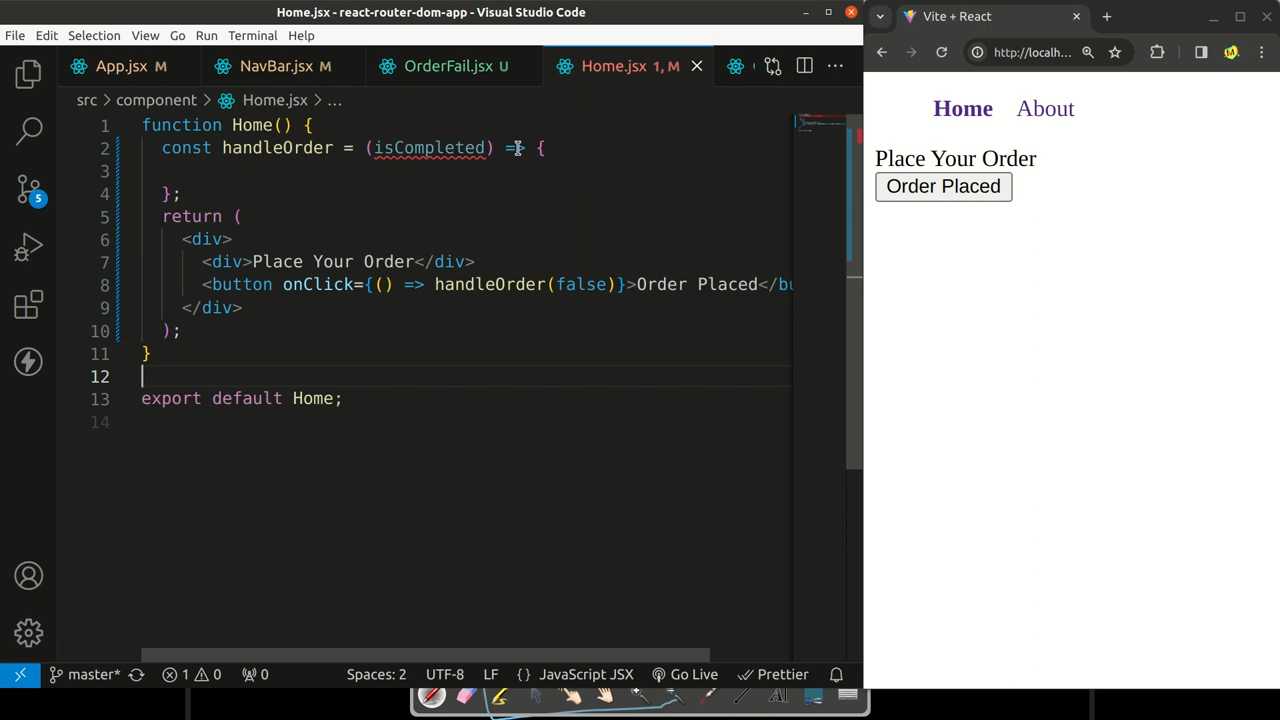 Home.jsx - react-router-dom-app - Visual Studio Code
File Edit Selection View Go Run Terminal Help
App.jsx M NavBar.jsx M OrderFail.jsx U Home.jsx 1, M
src > component > Home.jsx > ...
1 function Home() {
2 const handleOrder = (isCompleted) => {
3
4 };
5 return (
6 <div>
7 <div>Place Your Order</div>
8 <button onClick={() => handleOrder(false)}>Order Placed</bu
9 </div>
10 );
11 }
12
13 export default Home;
14
5
master* 1 0 0 Spaces: 2 UTF-8 LF {} JavaScript JSX Go Live Prettier
Vite + React
http://localh...
Home About
Place Your Order
Order Placed